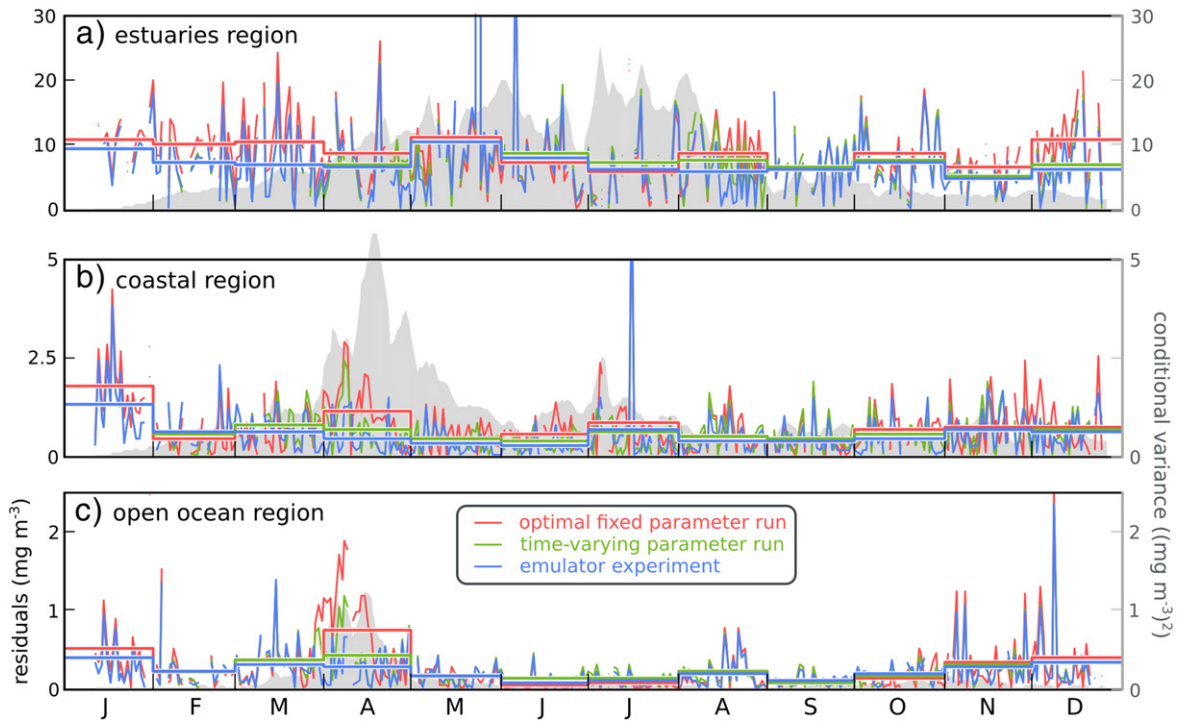 30
20
10
0
a) estuaries region
30
20
10
0
5
2.5
0
b) coastal region
5
2.5
0
2
1
0
c) open ocean region
optimal fixed parameter run
time-varying parameter run
emulator experiment
2
1
0
residuals (mg m⁻³)
conditional variance ((mg m⁻³)²)
J F M A M J J A S O N D